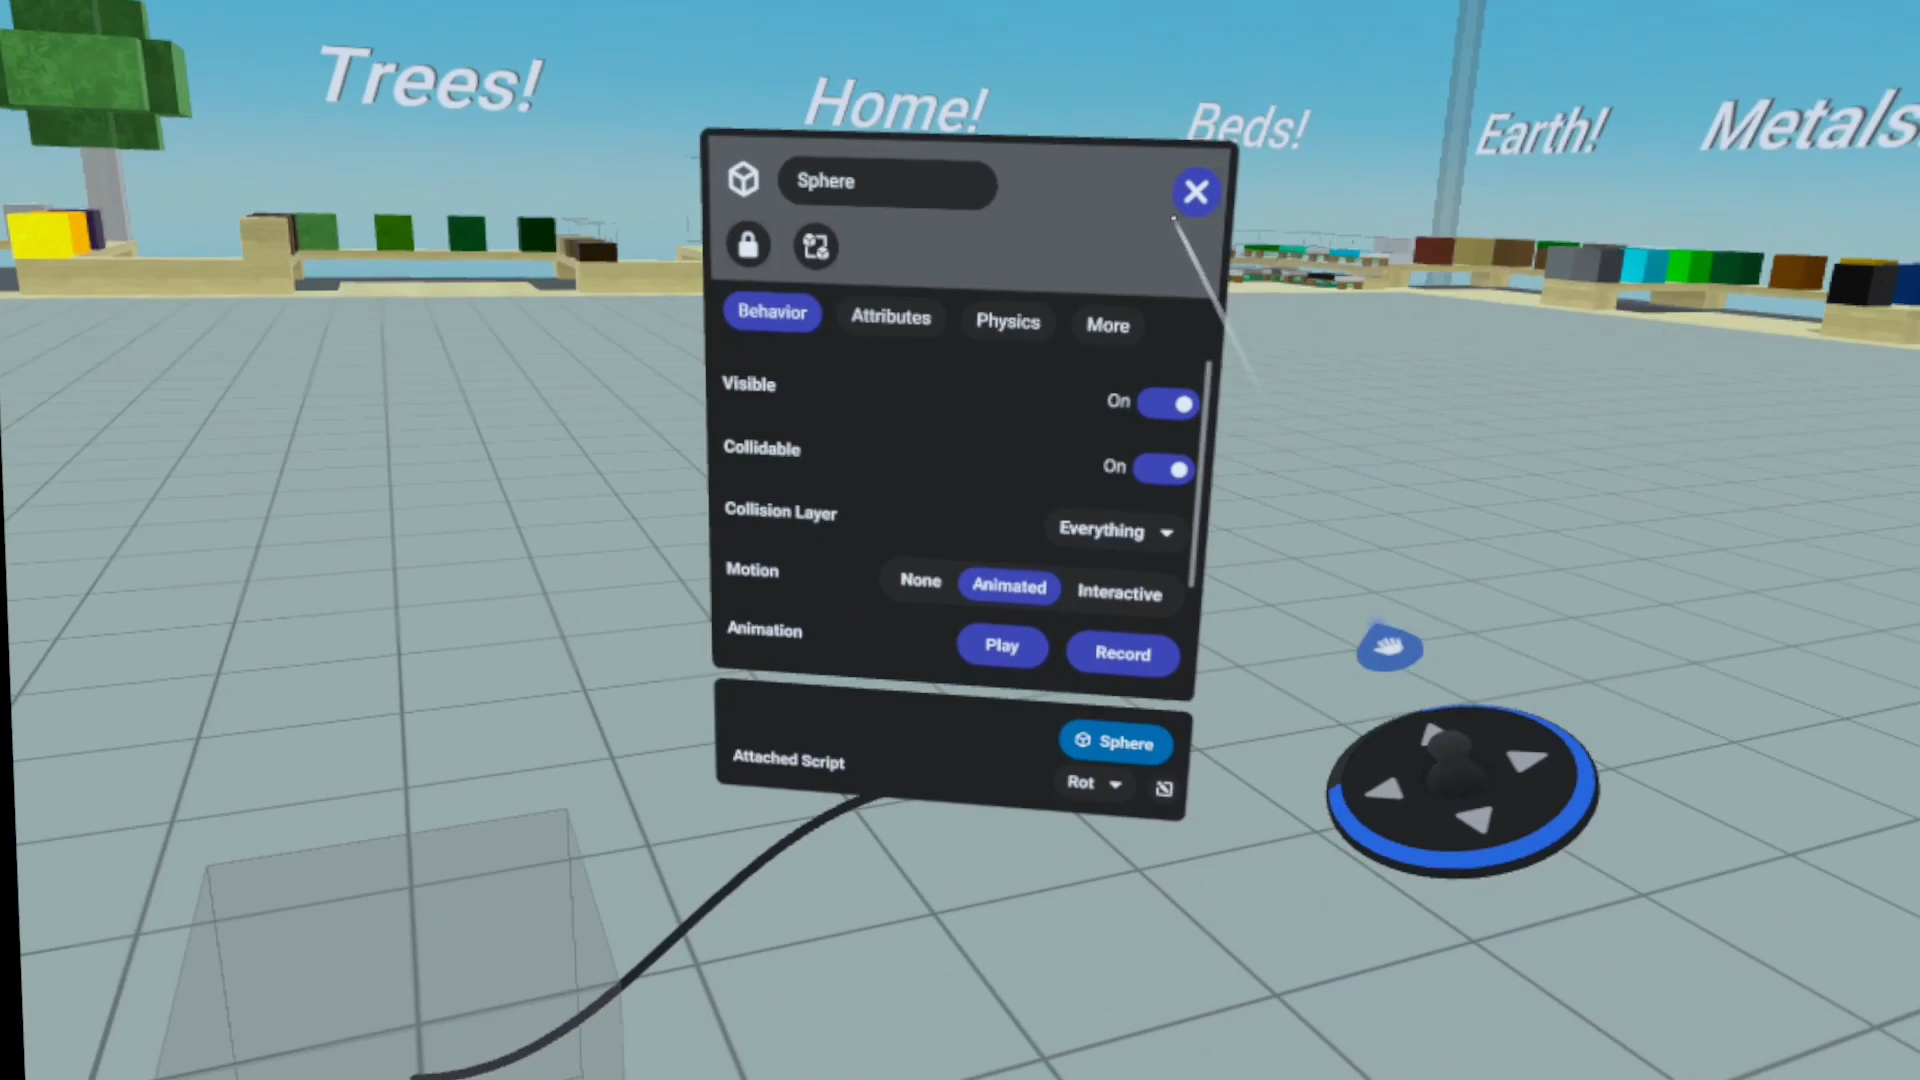 Trees!
Home!
Beds!
Earth!
Metals
Sphere
Behavior
Attributes
Physics
More
Visible
On
Collidable
On
Collision Layer
Everything
Motion
None
Animated
Interactive
Animation
Play
Record
Sphere
Attached Script
Rot